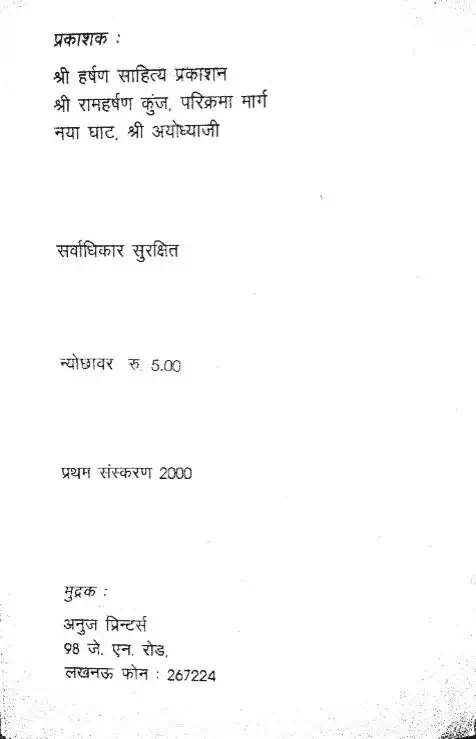 प्रकाशक :
श्री हर्षण साहित्य प्रकाशन
श्री रामहर्षण कुंज, परिक्रमा मार्ग
नया घाट, श्री अयोध्याजी
सर्वाधिकार सुरक्षित
न्योछावर रु. 5.00
प्रथम संस्करण 2000
मुद्रक :
अनुज प्रिन्टर्स
98 जे. एन. रोड,
लखनऊ फोन : 267224